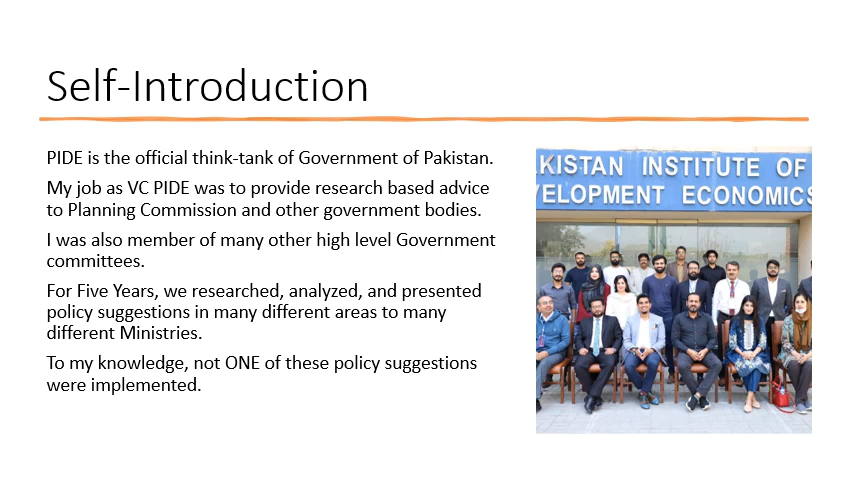 Self-Introduction
PIDE is the official think-tank of Government of Pakistan.
My job as VC PIDE was to provide research based advice
to Planning Commission and other government bodies.
I was also member of many other high level Government
committees.
For Five Years, we researched, analyzed, and presented
policy suggestions in many different areas to many
different Ministries.
To my knowledge, not ONE of these policy suggestions
were implemented.
AKISTAN INSTITUTE OF
VELOPMENT ECONOMICS